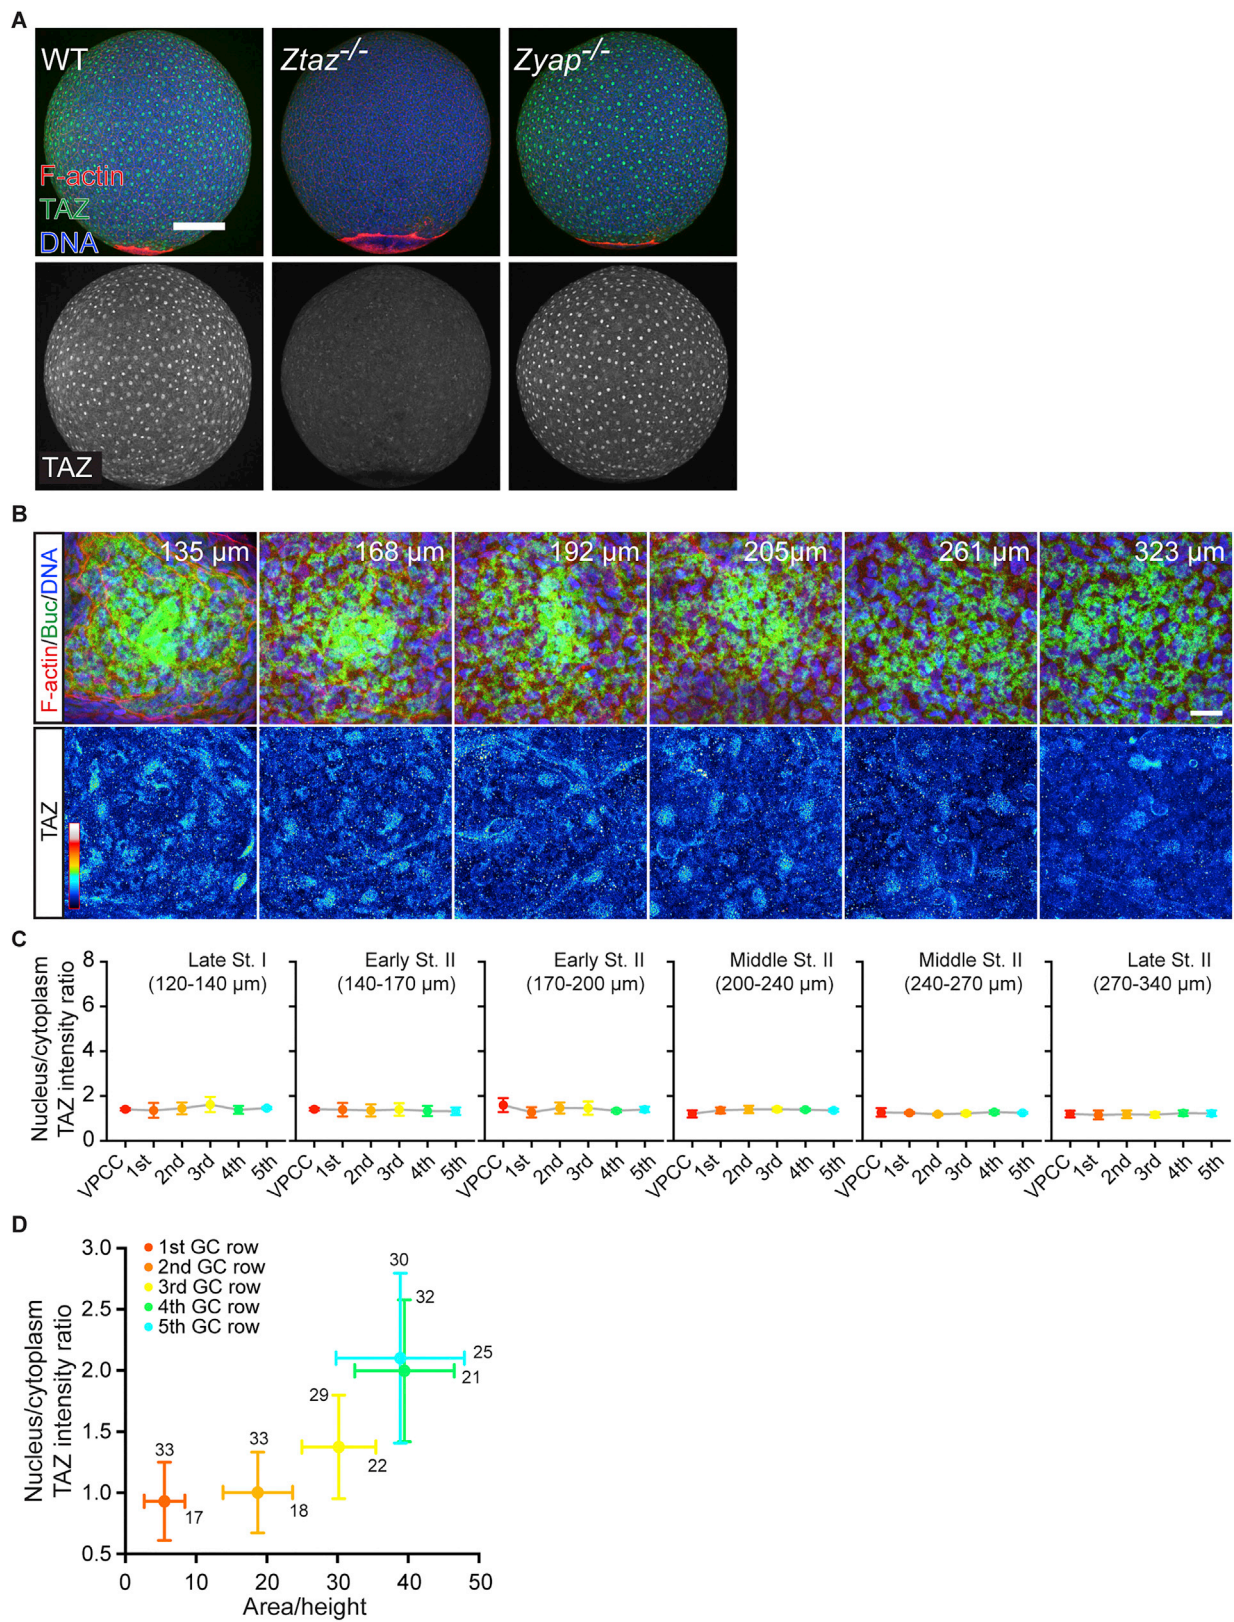 A
WT
Ztaz-/-
Zyap-/-
F-actin
TAZ
DNA
TAZ
B
F-actin/Buc/DNA
135 µm
168 µm
192 µm
205µm
261 µm
323 µm
TAZ
C
Nucleus/cytoplasm
TAZ intensity ratio
8
6
4
2
0
Late St. I
(120-140 µm)
Early St. II
(140-170 µm)
Early St. II
(170-200 µm)
Middle St. II
(200-240 µm)
Middle St. II
(240-270 µm)
Late St. II
(270-340 µm)
VPCC 1st 2nd 3rd 4th 5th
VPCC 1st 2nd 3rd 4th 5th
VPCC 1st 2nd 3rd 4th 5th
VPCC 1st 2nd 3rd 4th 5th
VPCC 1st 2nd 3rd 4th 5th
VPCC 1st 2nd 3rd 4th 5th
D
Nucleus/cytoplasm
TAZ intensity ratio
3.0
2.5
2.0
1.5
1.0
0.5
1st GC row
2nd GC row
3rd GC row
4th GC row
5th GC row
30
32
25
21
29
22
33
18
33
17
0 10 20 30 40 50
Area/height